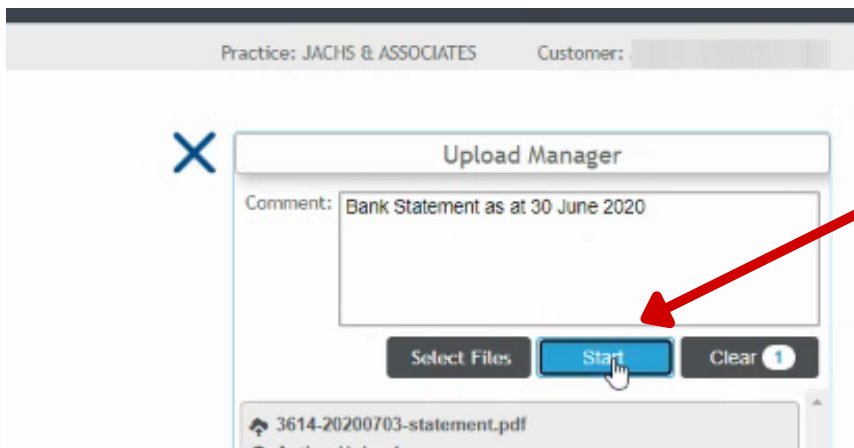 Practice: JACHS & ASSOCIATES Customer:
Upload Manager
Comment: Bank Statement as at 30 June 2020
Select Files Start Clear 1
3614-20200703-statement.pdf